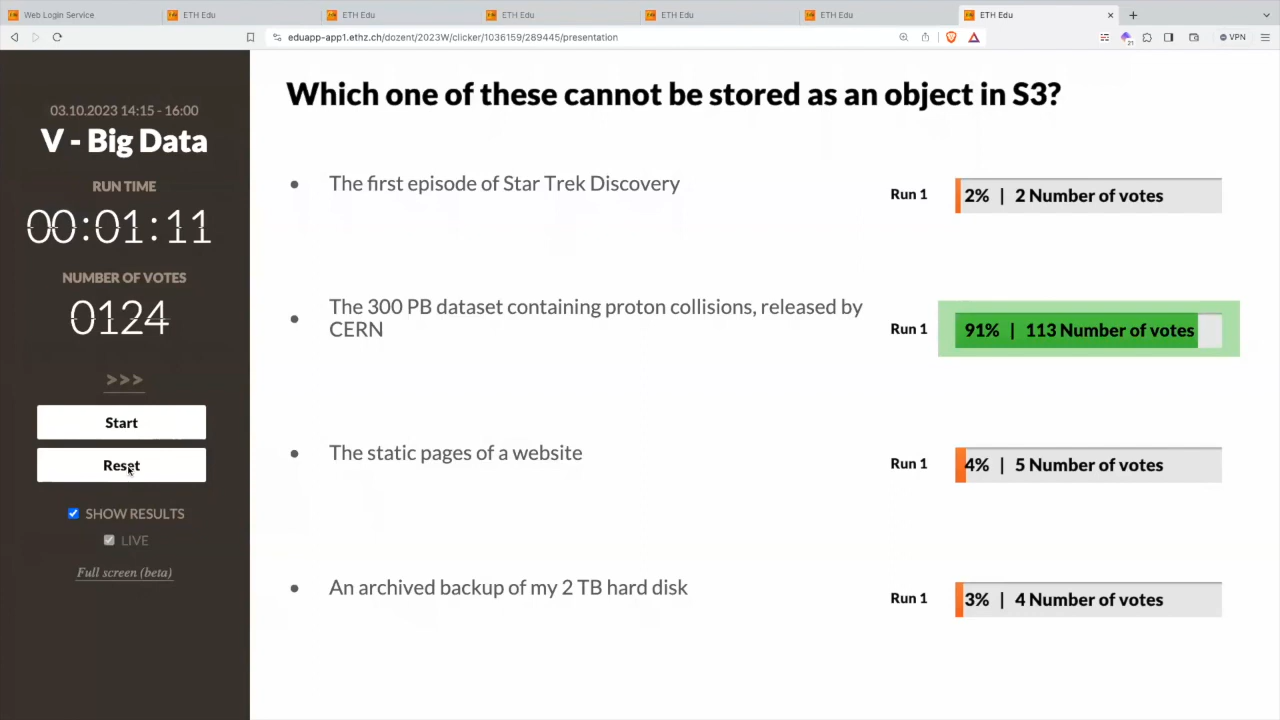 Web Login Service
ETH Edu
ETH Edu
ETH Edu
ETH Edu
ETH Edu
ETH Edu
eduapp-app1.ethz.ch/dozent/2023W/clicker/1036159/289445/presentation
21
VPN
03.10.2023 14:15 - 16:00
V - Big Data
RUN TIME
00:01:11
NUMBER OF VOTES
0124
>>>
Start
Reset
SHOW RESULTS
LIVE
Full screen (beta)
Which one of these cannot be stored as an object in S3?
• The first episode of Star Trek Discovery
Run 1
2% | 2 Number of votes
• The 300 PB dataset containing proton collisions, released by
CERN
Run 1
91% | 113 Number of votes
• The static pages of a website
Run 1
4% | 5 Number of votes
• An archived backup of my 2 TB hard disk
Run 1
3% | 4 Number of votes